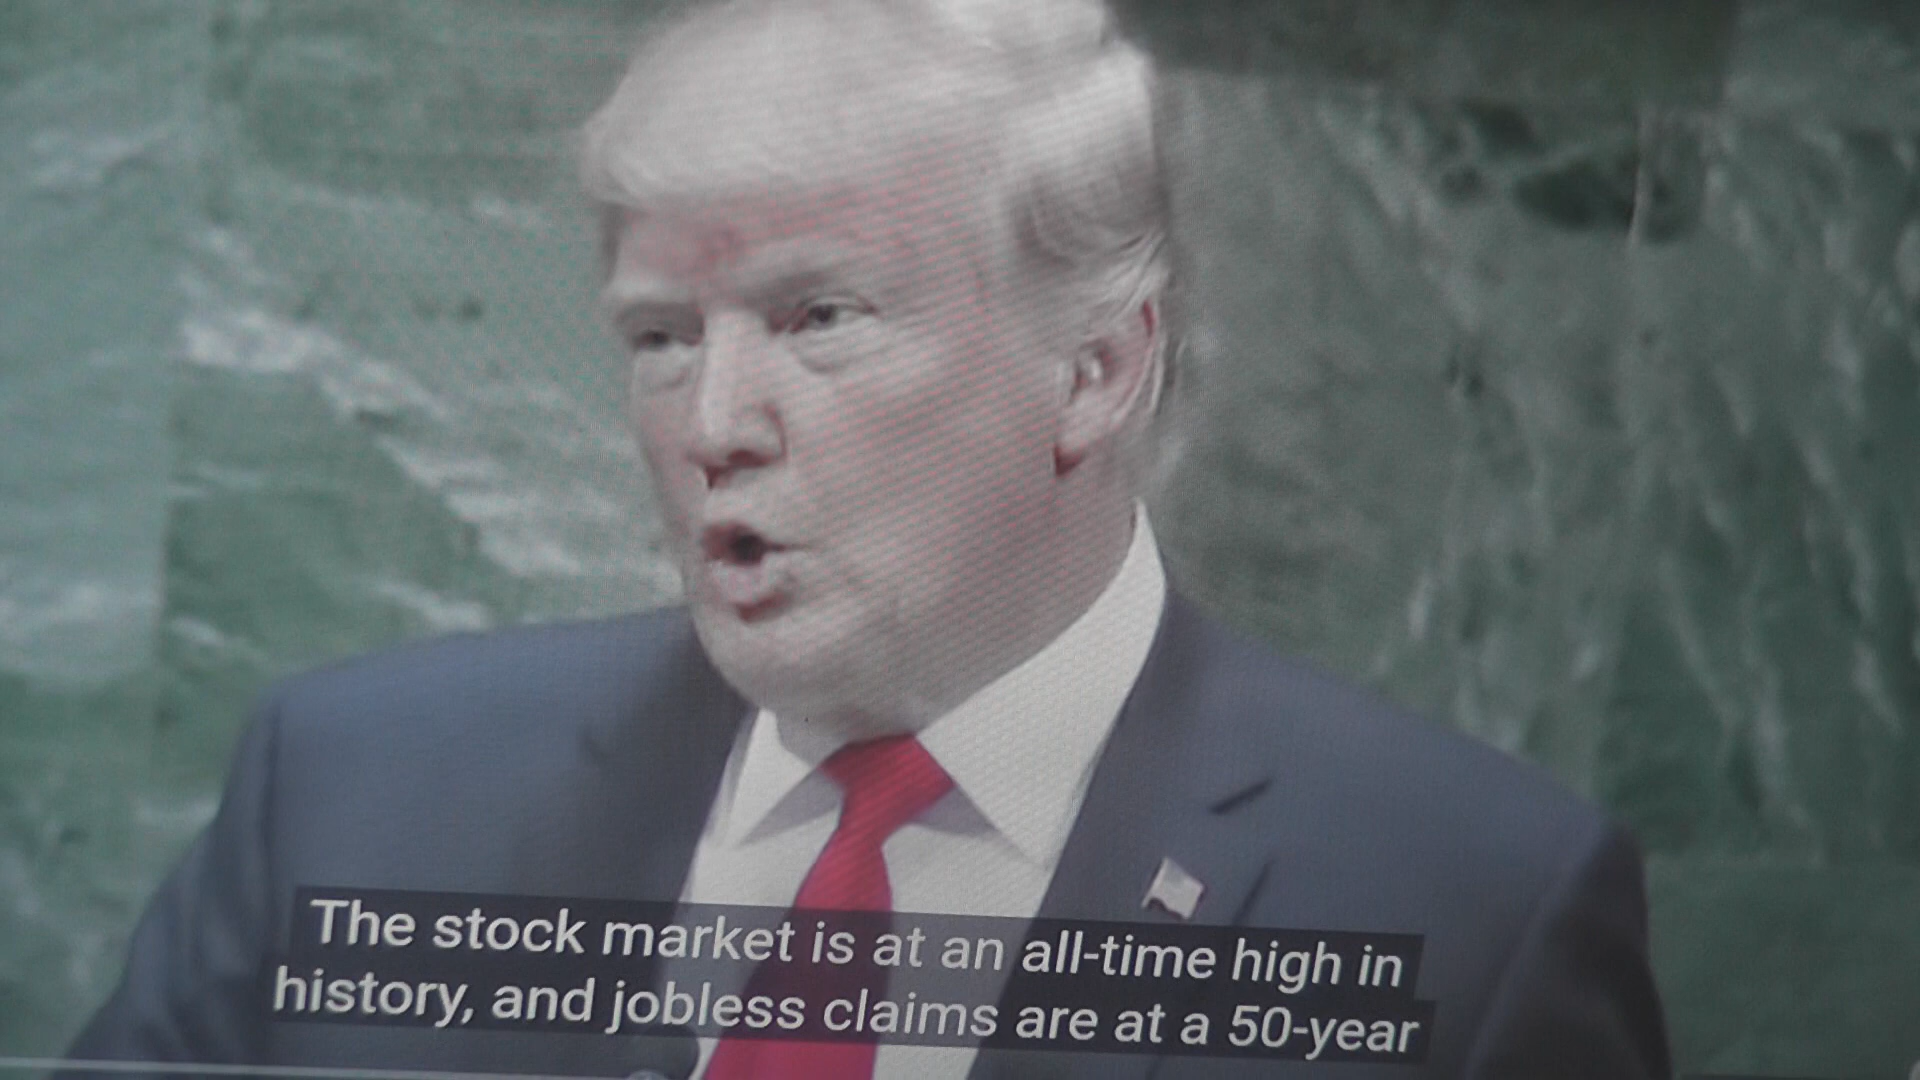 The stock market is at an all-time high in
history, and jobless claims are at a 50-year